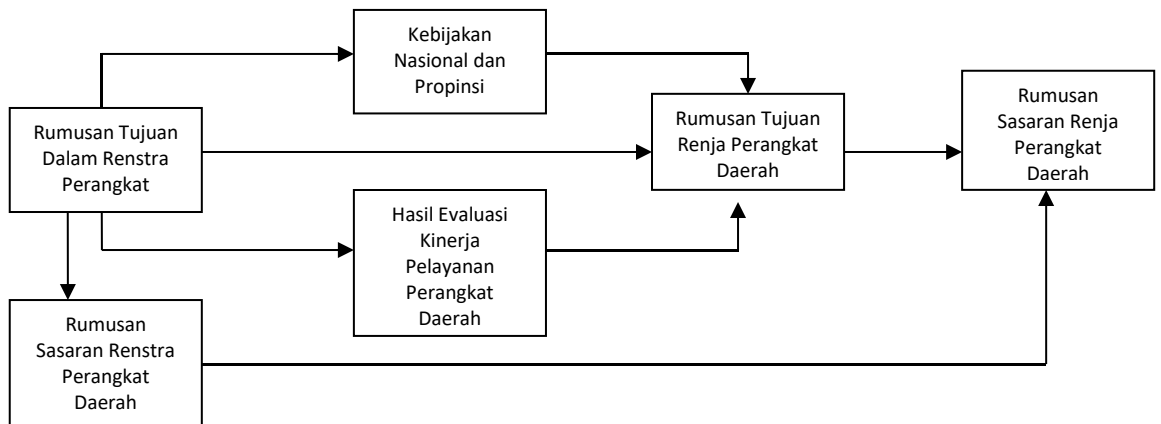 Kebijakan
Nasional dan
Propinsi
Rumusan Tujuan
Dalam Renstra
Perangkat
Rumusan Tujuan
Renja Perangkat
Daerah
Rumusan
Sasaran Renja
Perangkat
Daerah
Hasil Evaluasi
Kinerja
Pelayanan
Perangkat
Daerah
Rumusan
Sasaran Renstra
Perangkat
Daerah